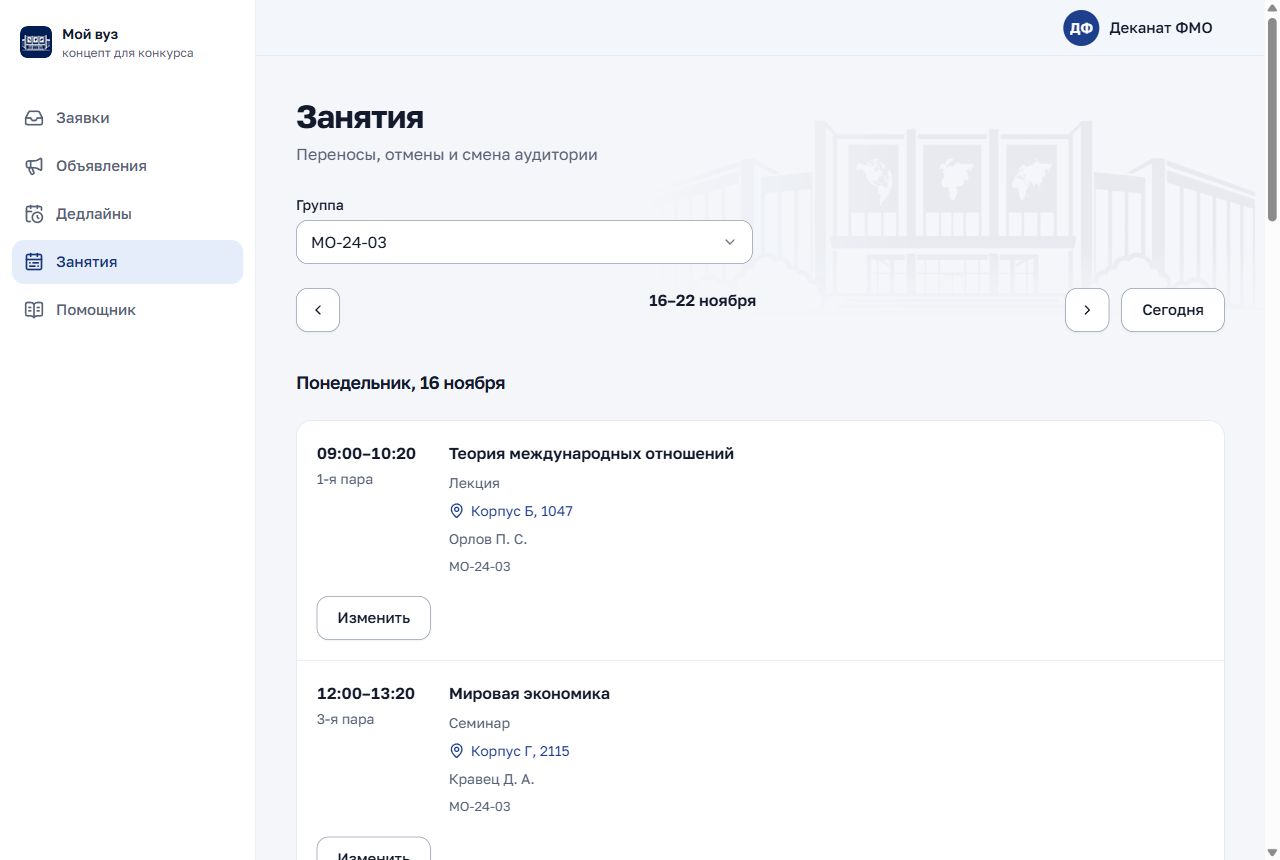 Мой вуз
концепт для конкурса
ДФ Деканат ФМО
Заявки
Объявления
Дедлайны
Занятия
Помощник
Занятия
Переносы, отмены и смена аудитории
Группа
МО-24-03
16–22 ноября
Сегодня
Понедельник, 16 ноября
09:00–10:20
1-я пара
Теория международных отношений
Лекция
Корпус Б, 1047
Орлов П. С.
МО-24-03
Изменить
12:00–13:20
3-я пара
Мировая экономика
Семинар
Корпус Г, 2115
Кравец Д. А.
МО-24-03
Изменить